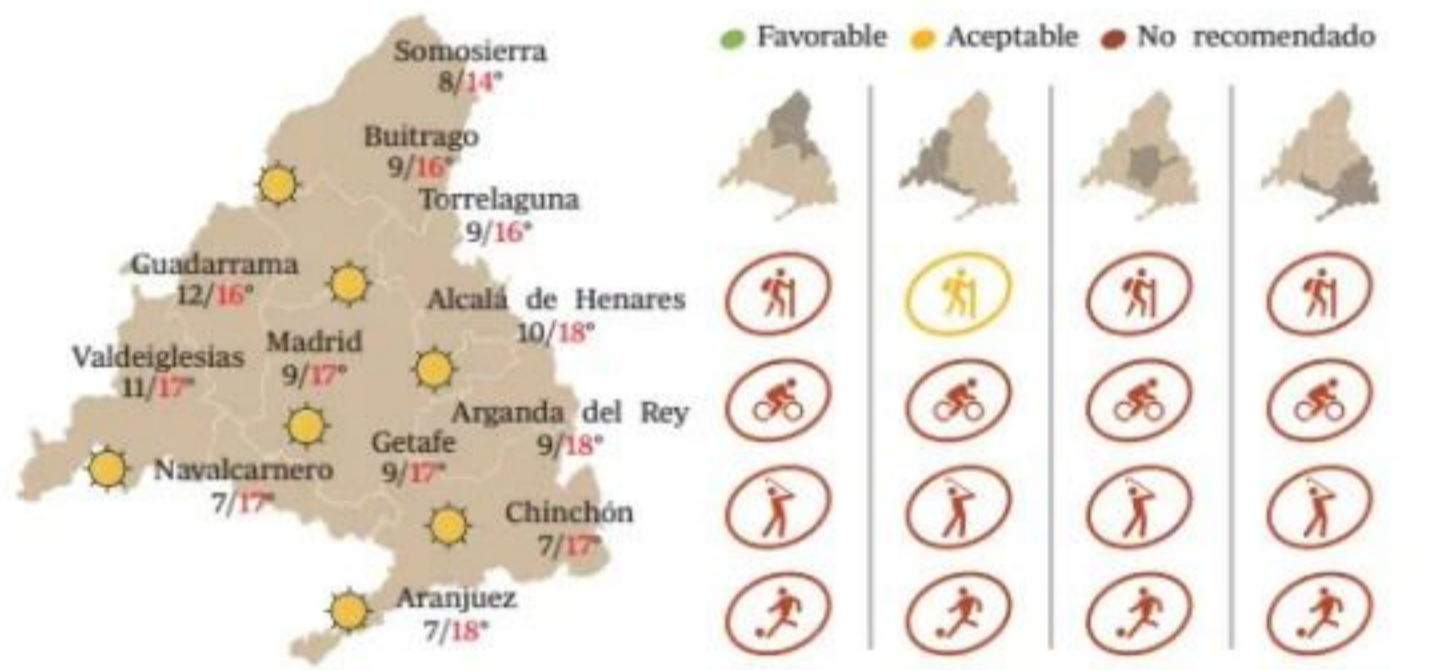 Somosierra
8/14°
Buitrago
9/16°
Torrelaguna
9/16°
Guadarrama
12/16°
Alcalá de Henares
10/18°
Madrid
9/17°
Valdeiglesias
11/17°
Arganda del Rey
9/18°
Getafe
9/17°
Navalcarnero
7/17°
Chinchón
7/17°
Aranjuez
7/18°
Favorable Aceptable No recomendado